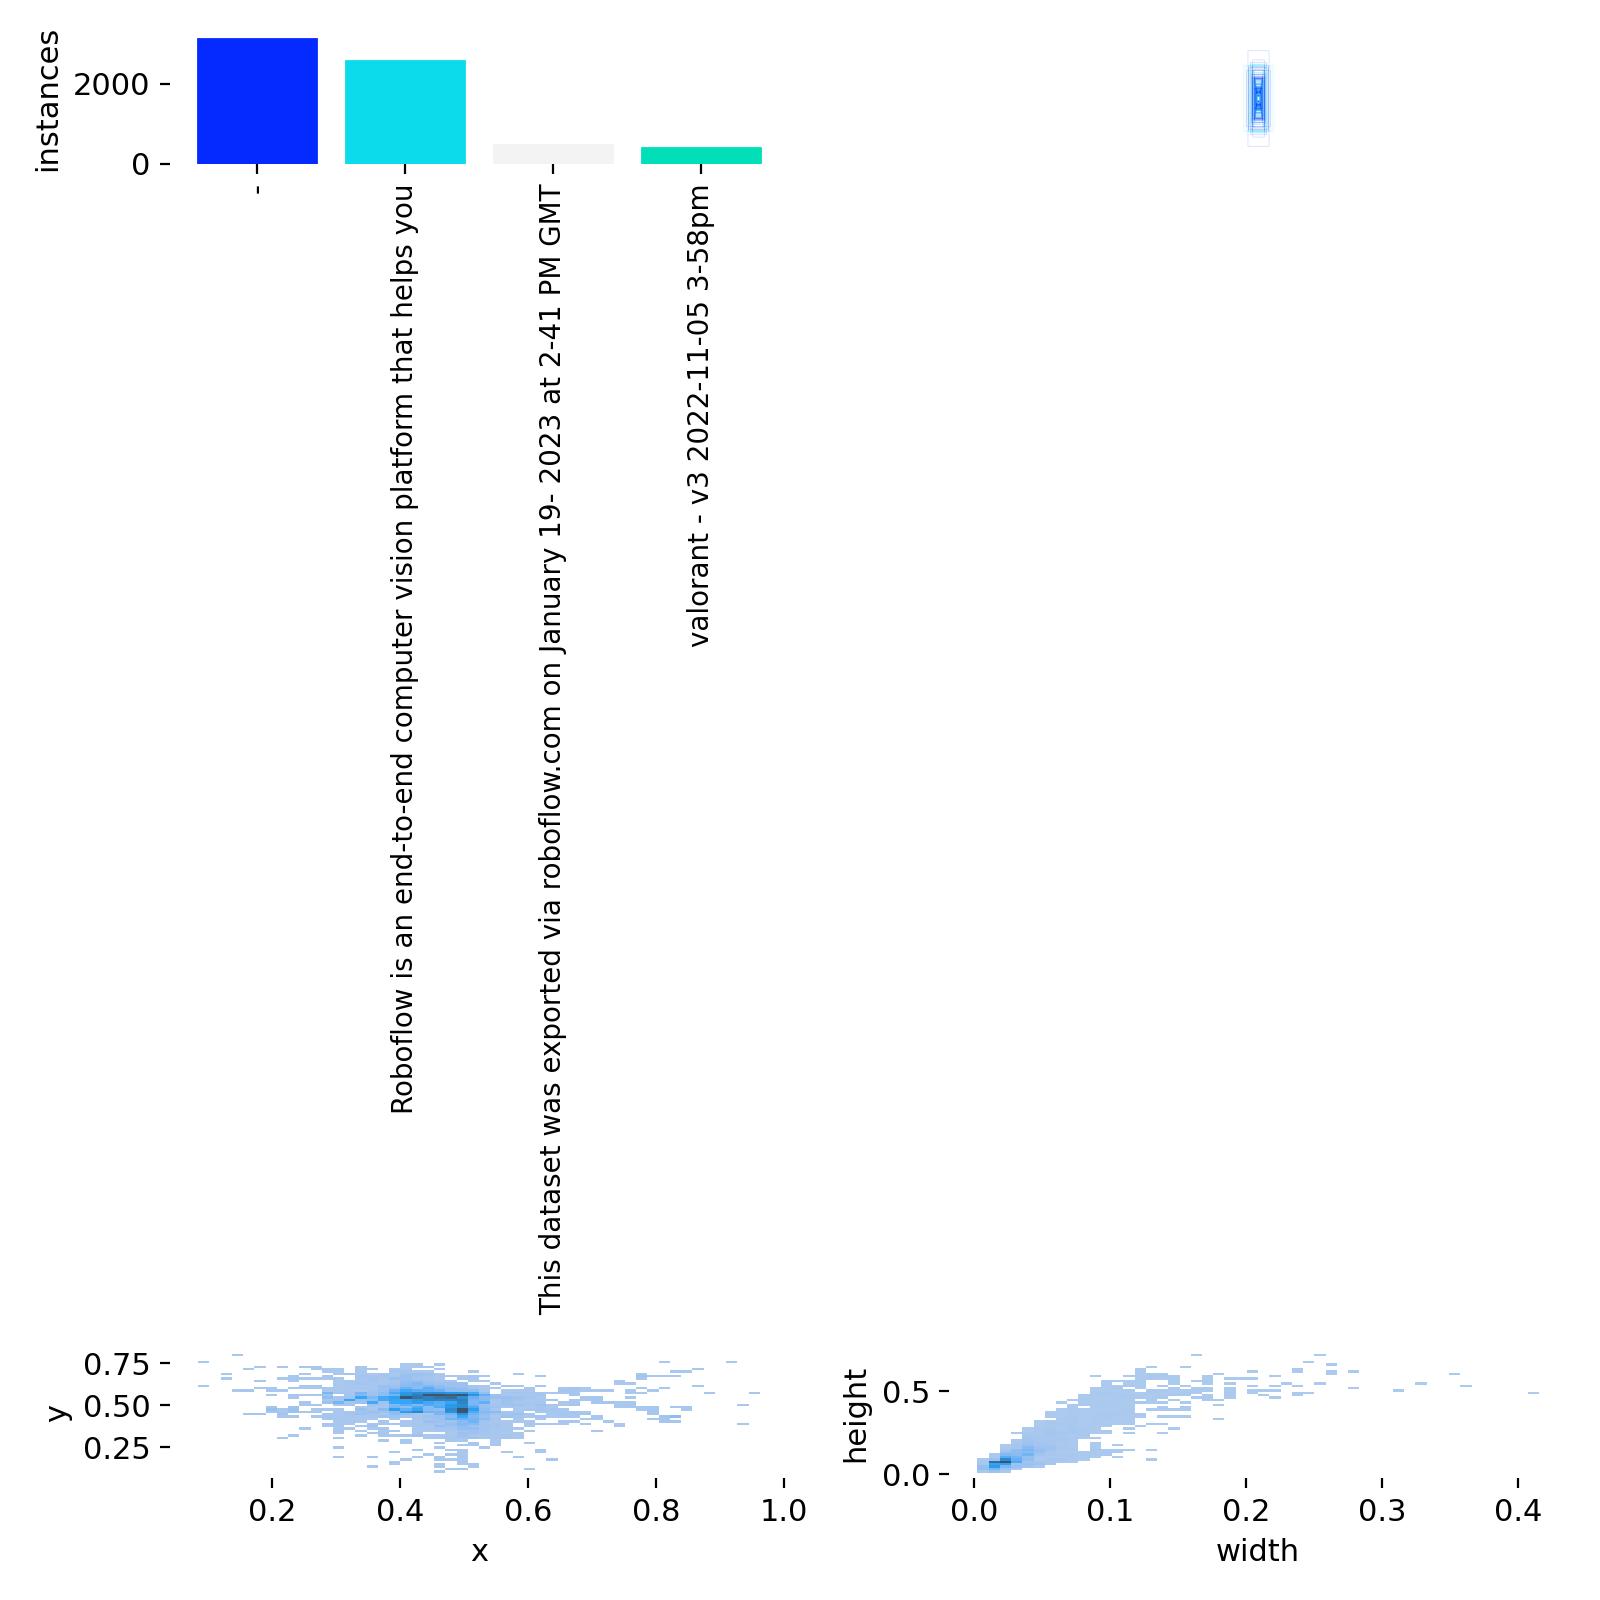 instances
2000
0
-
Roboflow is an end-to-end computer vision platform that helps you
This dataset was exported via roboflow.com on January 19- 2023 at 2-41 PM GMT
valorant - v3 2022-11-05 3-58pm
y
0.75
0.50
0.25
0.2 0.4 0.6 0.8 1.0
x
height
0.5
0.0
0.0 0.1 0.2 0.3 0.4
width